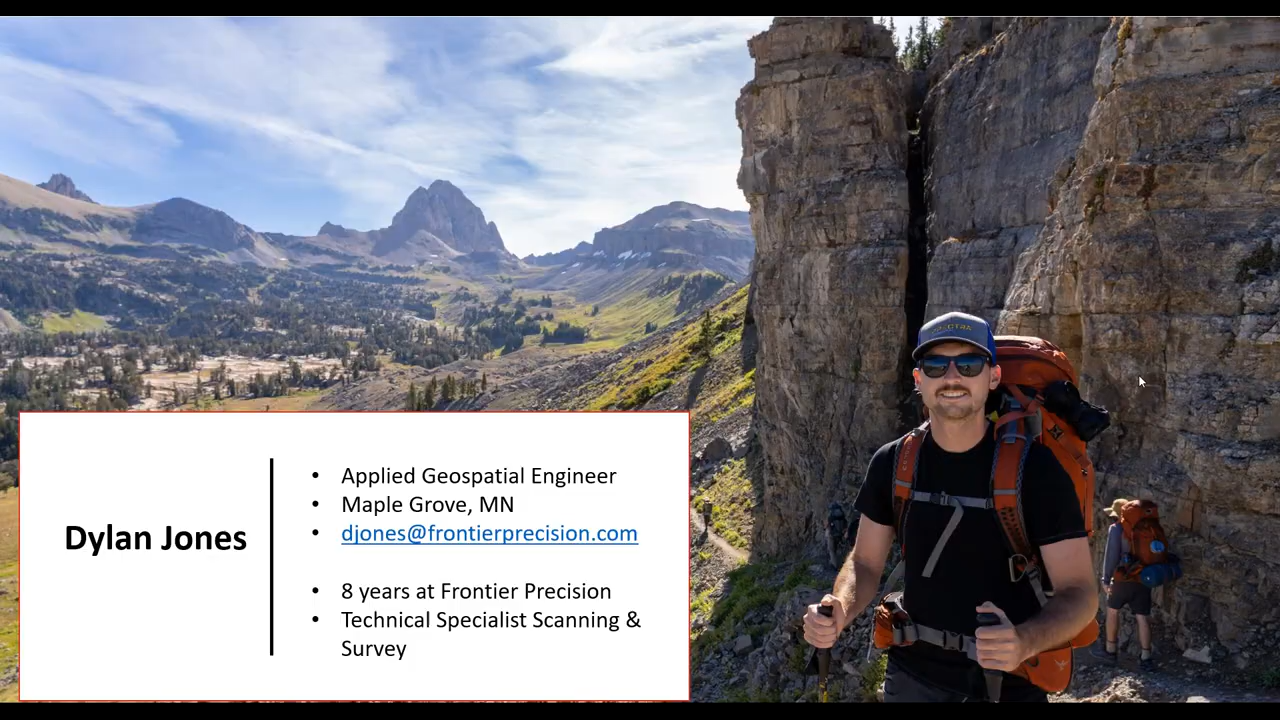 Dylan Jones
• Applied Geospatial Engineer
• Maple Grove, MN
• djones@frontierprecision.com
• 8 years at Frontier Precision
• Technical Specialist Scanning &
Survey